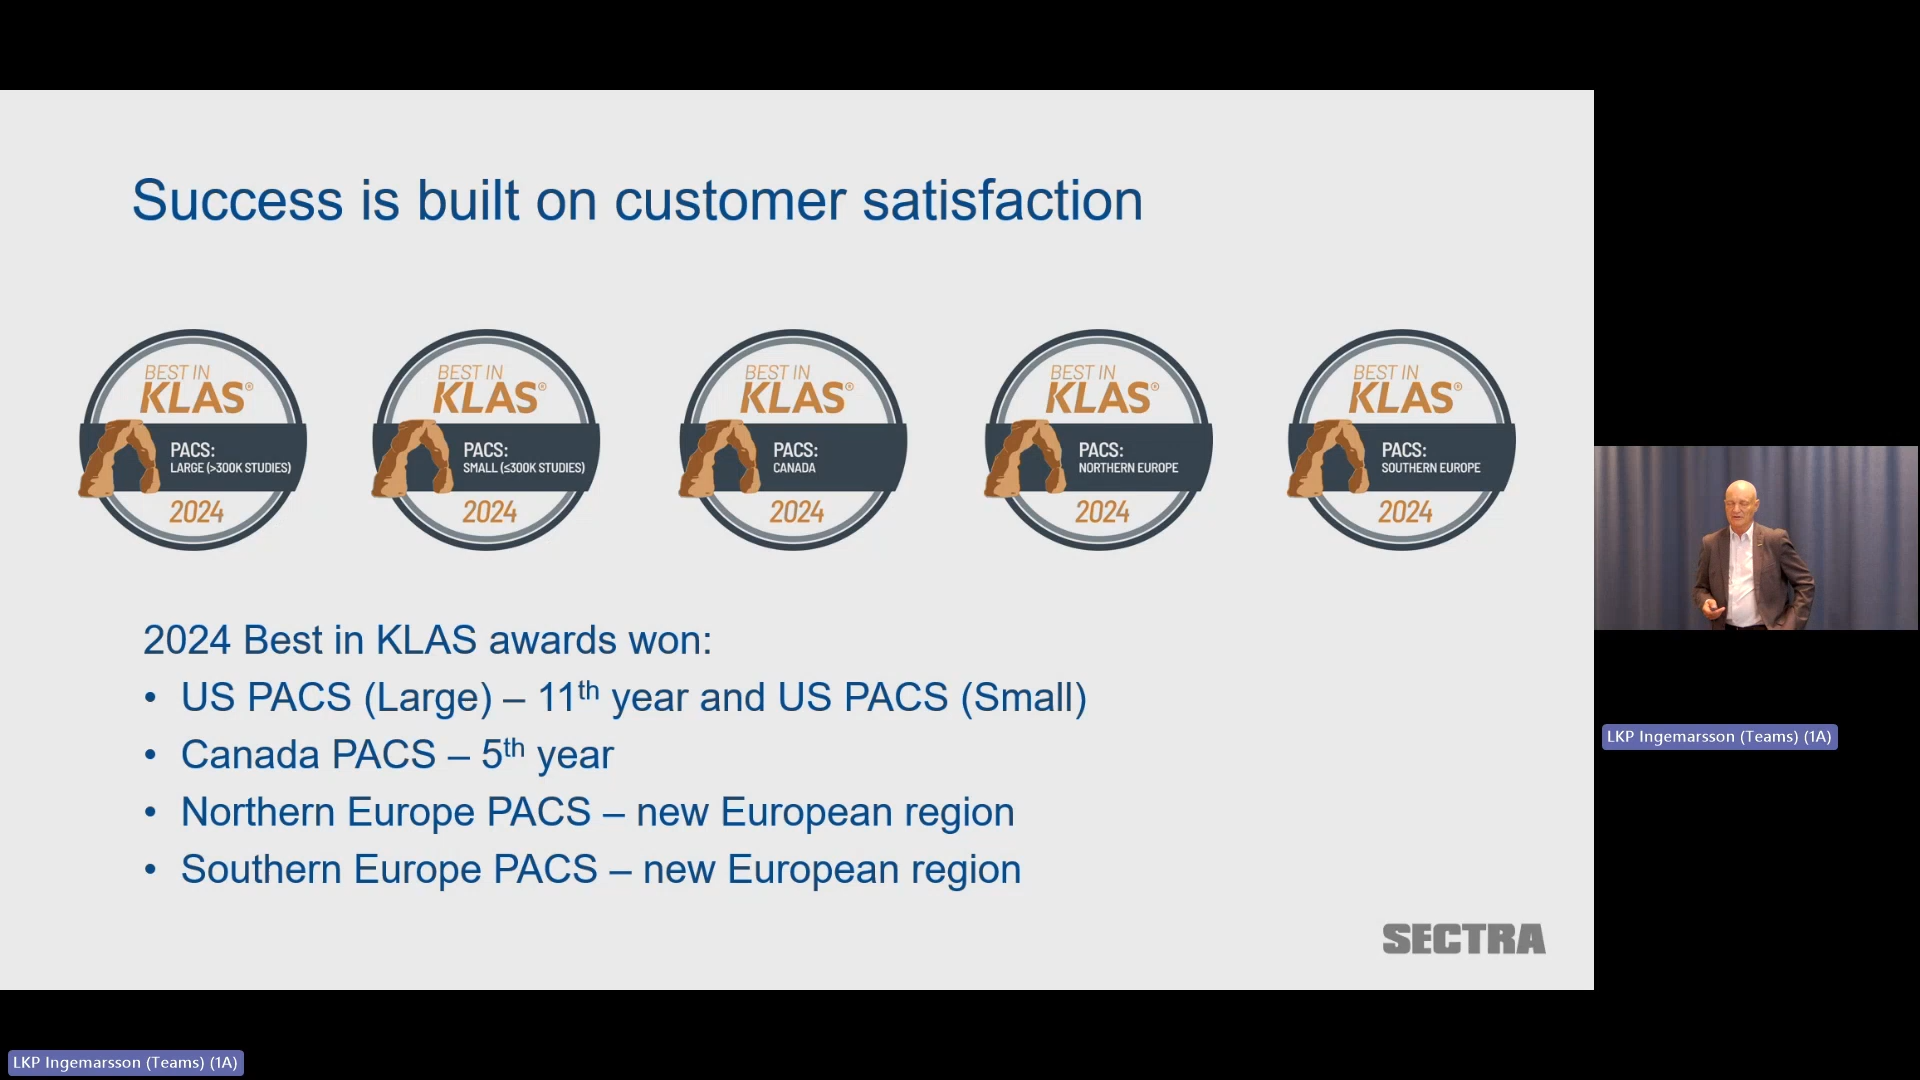 Success is built on customer satisfaction
BEST IN
KLAS®
PACS:
LARGE (>300K STUDIES)
2024
BEST IN
KLAS®
PACS:
SMALL (≤300K STUDIES)
2024
BEST IN
KLAS®
PACS:
CANADA
2024
BEST IN
KLAS®
PACS:
NORTHERN EUROPE
2024
BEST IN
KLAS®
PACS:
SOUTHERN EUROPE
2024
2024 Best in KLAS awards won:
• US PACS (Large) – 11th year and US PACS (Small)
• Canada PACS – 5th year
• Northern Europe PACS – new European region
• Southern Europe PACS – new European region
SECTRA
LKP Ingemarsson (Teams) (1A)
LKP Ingemarsson (Teams) (1A)